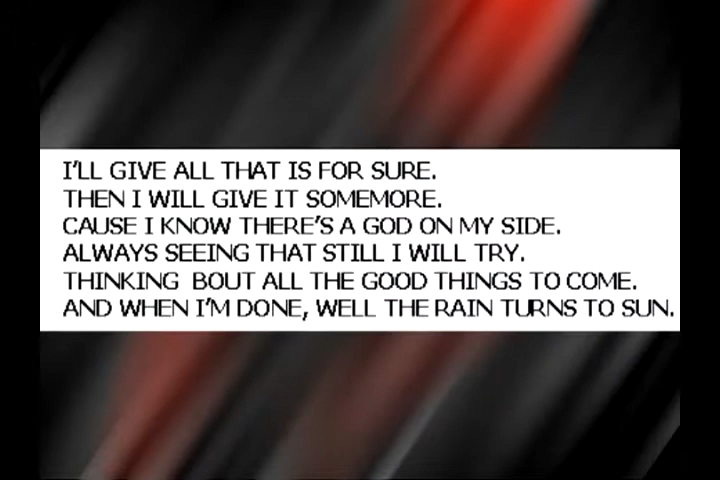 I'LL GIVE ALL THAT IS FOR SURE.
THEN I WILL GIVE IT SOMEMORE.
CAUSE I KNOW THERE'S A GOD ON MY SIDE.
ALWAYS SEEING THAT STILL I WILL TRY.
THINKING  BOUT ALL THE GOOD THINGS TO COME.
AND WHEN I'M DONE, WELL THE RAIN TURNS TO SUN.